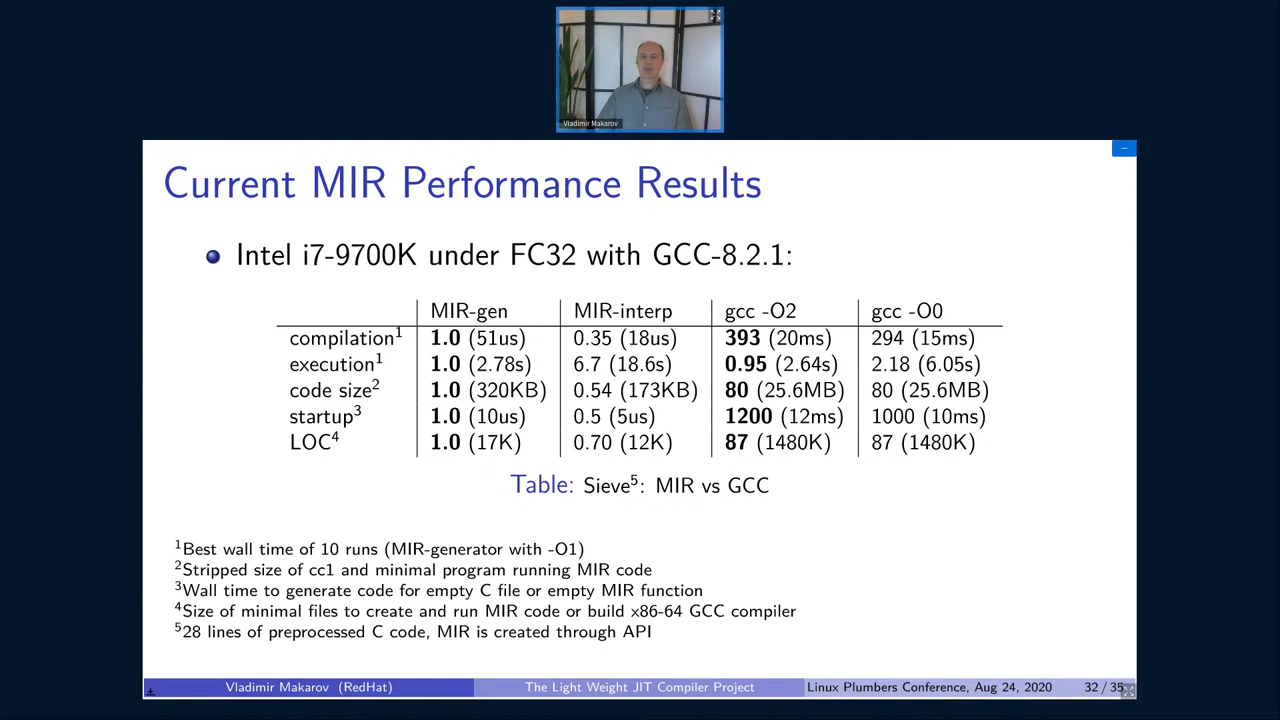 Vladimir Makarov
Current MIR Performance Results
Intel i7-9700K under FC32 with GCC-8.2.1:
MIR-gen MIR-interp gcc -O2 gcc -O0
compilation¹ 1.0 (51us) 0.35 (18us) 393 (20ms) 294 (15ms)
execution¹ 1.0 (2.78s) 6.7 (18.6s) 0.95 (2.64s) 2.18 (6.05s)
code size² 1.0 (320KB) 0.54 (173KB) 80 (25.6MB) 80 (25.6MB)
startup³ 1.0 (10us) 0.5 (5us) 1200 (12ms) 1000 (10ms)
LOC⁴ 1.0 (17K) 0.70 (12K) 87 (1480K) 87 (1480K)
Table: Sieve⁵: MIR vs GCC
¹Best wall time of 10 runs (MIR-generator with -O1)
²Stripped size of cc1 and minimal program running MIR code
³Wall time to generate code for empty C file or empty MIR function
⁴Size of minimal files to create and run MIR code or build x86-64 GCC compiler
⁵28 lines of preprocessed C code, MIR is created through API
Vladimir Makarov (RedHat) The Light Weight JIT Compiler Project Linux Plumbers Conference, Aug 24, 2020 32 / 35